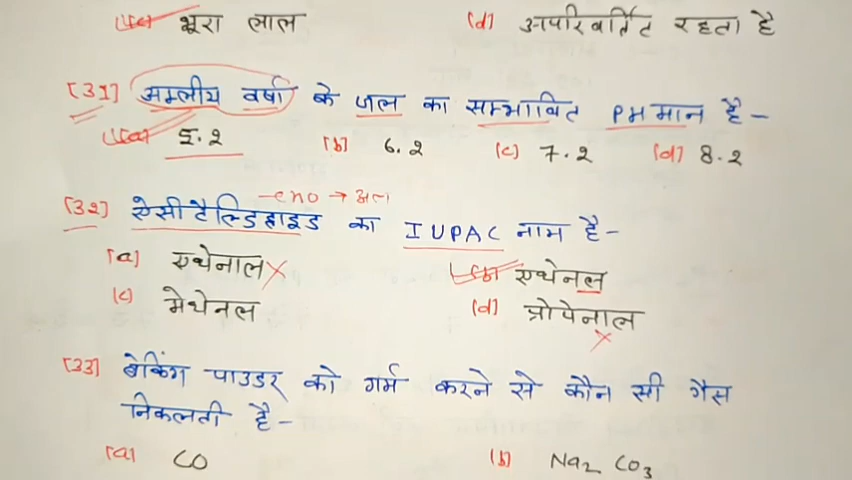 (c) भूरा लाल (d) अपरिवर्तित रहता है
[31] अम्लीय वर्षा के जल का सम्भावित PH मान है-
(a) 5.2 (b) 6.2 (c) 7.2 (d) 8.2
-CHO → अल
[32] ऐसीटैल्डिहाइड का IUPAC नाम है-
(a) एथेनाल (b) एथेनल
(c) मेथेनल (d) प्रोपेनाल
[33] बेकिंग पाउडर को गर्म करने से कौन सी गैस
निकलती है-
(a) CO (b) Na2 CO3